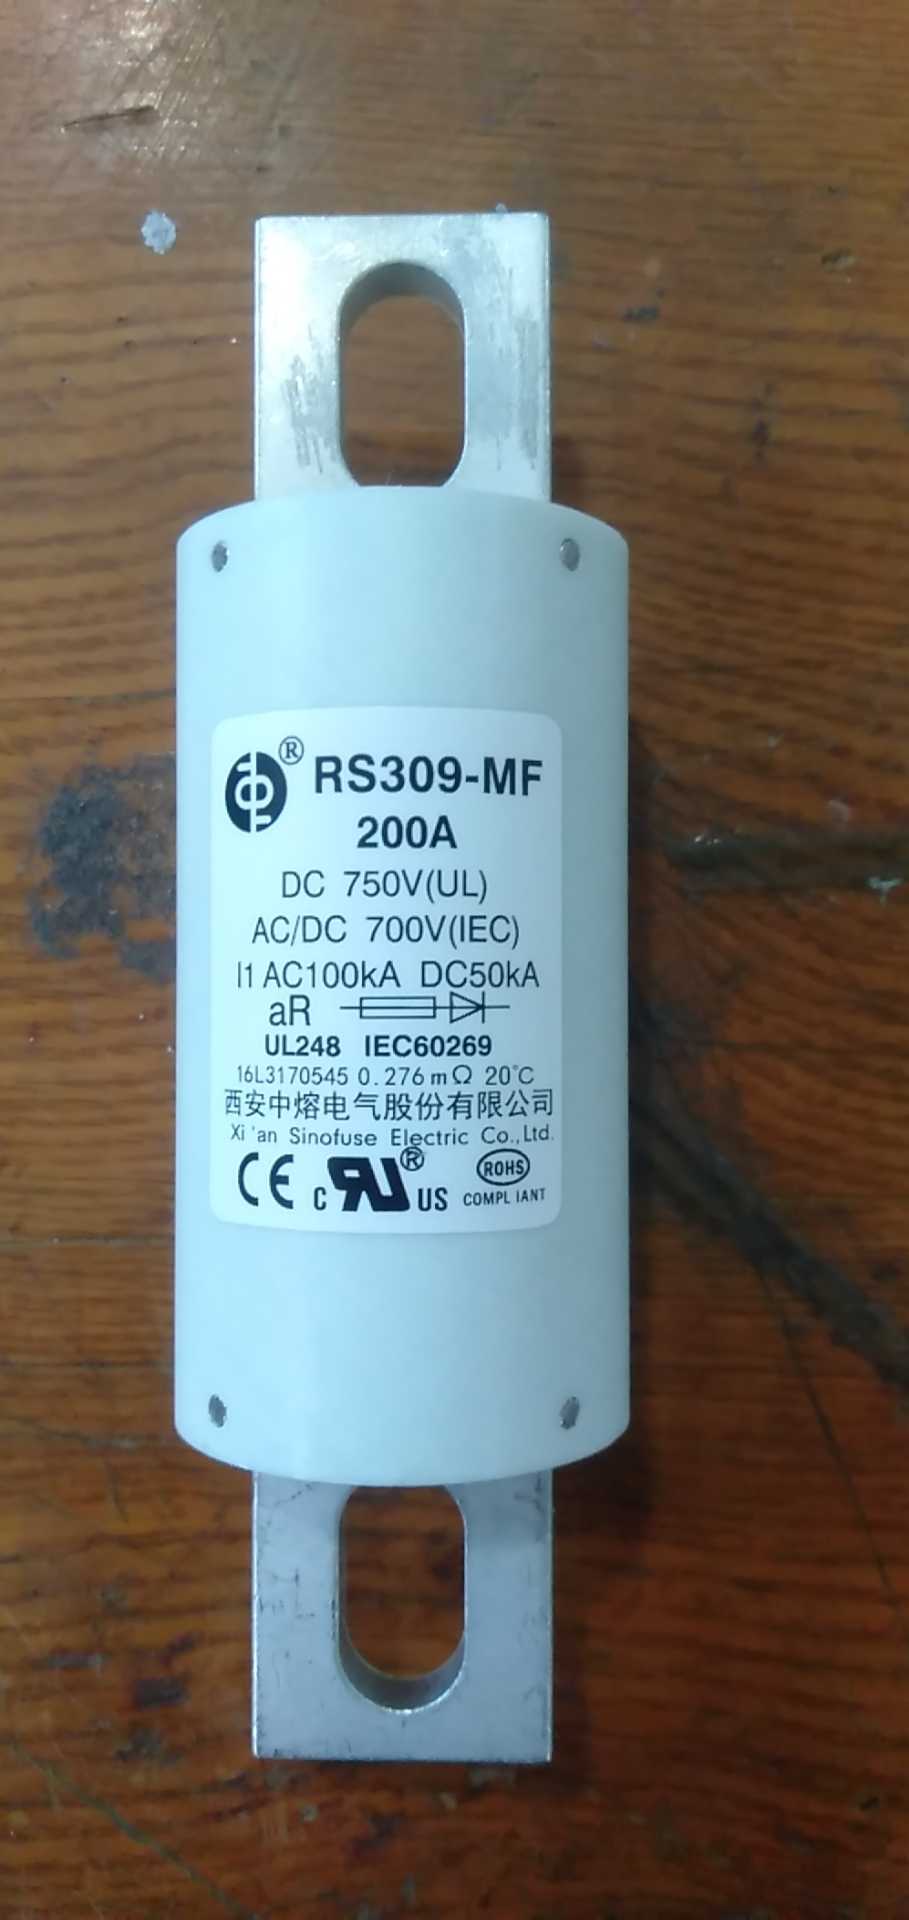 ® RS309-MF
200A
DC 750V(UL)
AC/DC 700V(IEC)
I1 AC100kA DC50kA
aR
UL248 IEC60269
16L3170545 0.276mΩ 20℃
西安中熔电气股份有限公司
Xi'an Sinofuse Electric Co.,Ltd.
CE C RU® US ROHS
COMPLIANT